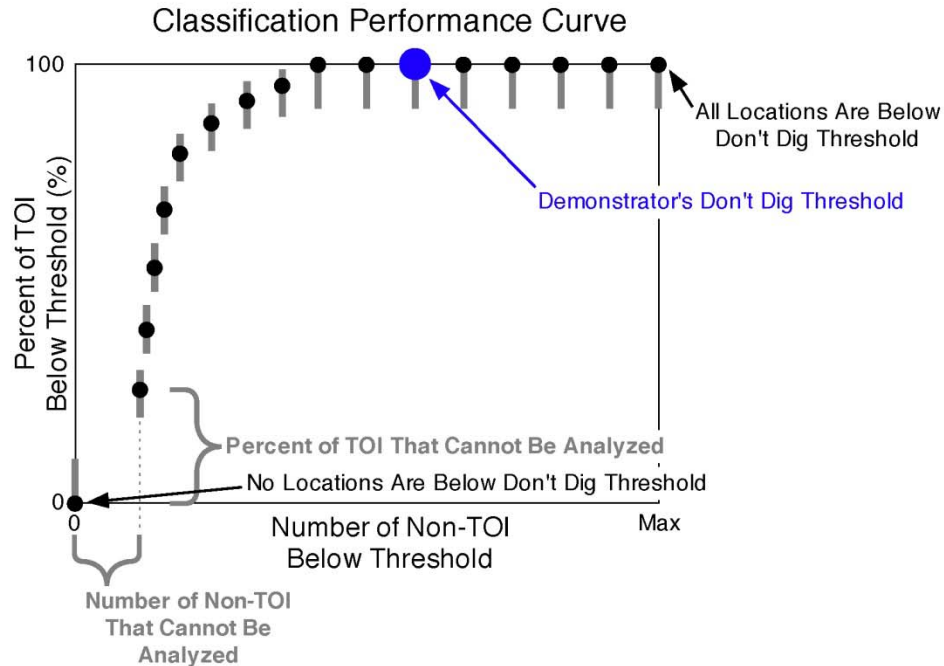 Classification Performance Curve
100
All Locations Are Below
Don't Dig Threshold
Demonstrator's Don't Dig Threshold
Percent of TOI
Below Threshold (%)
Percent of TOI That Cannot Be Analyzed
No Locations Are Below Don't Dig Threshold
0
0
Number of Non-TOI
Below Threshold
Max
Number of Non-TOI
That Cannot Be
Analyzed